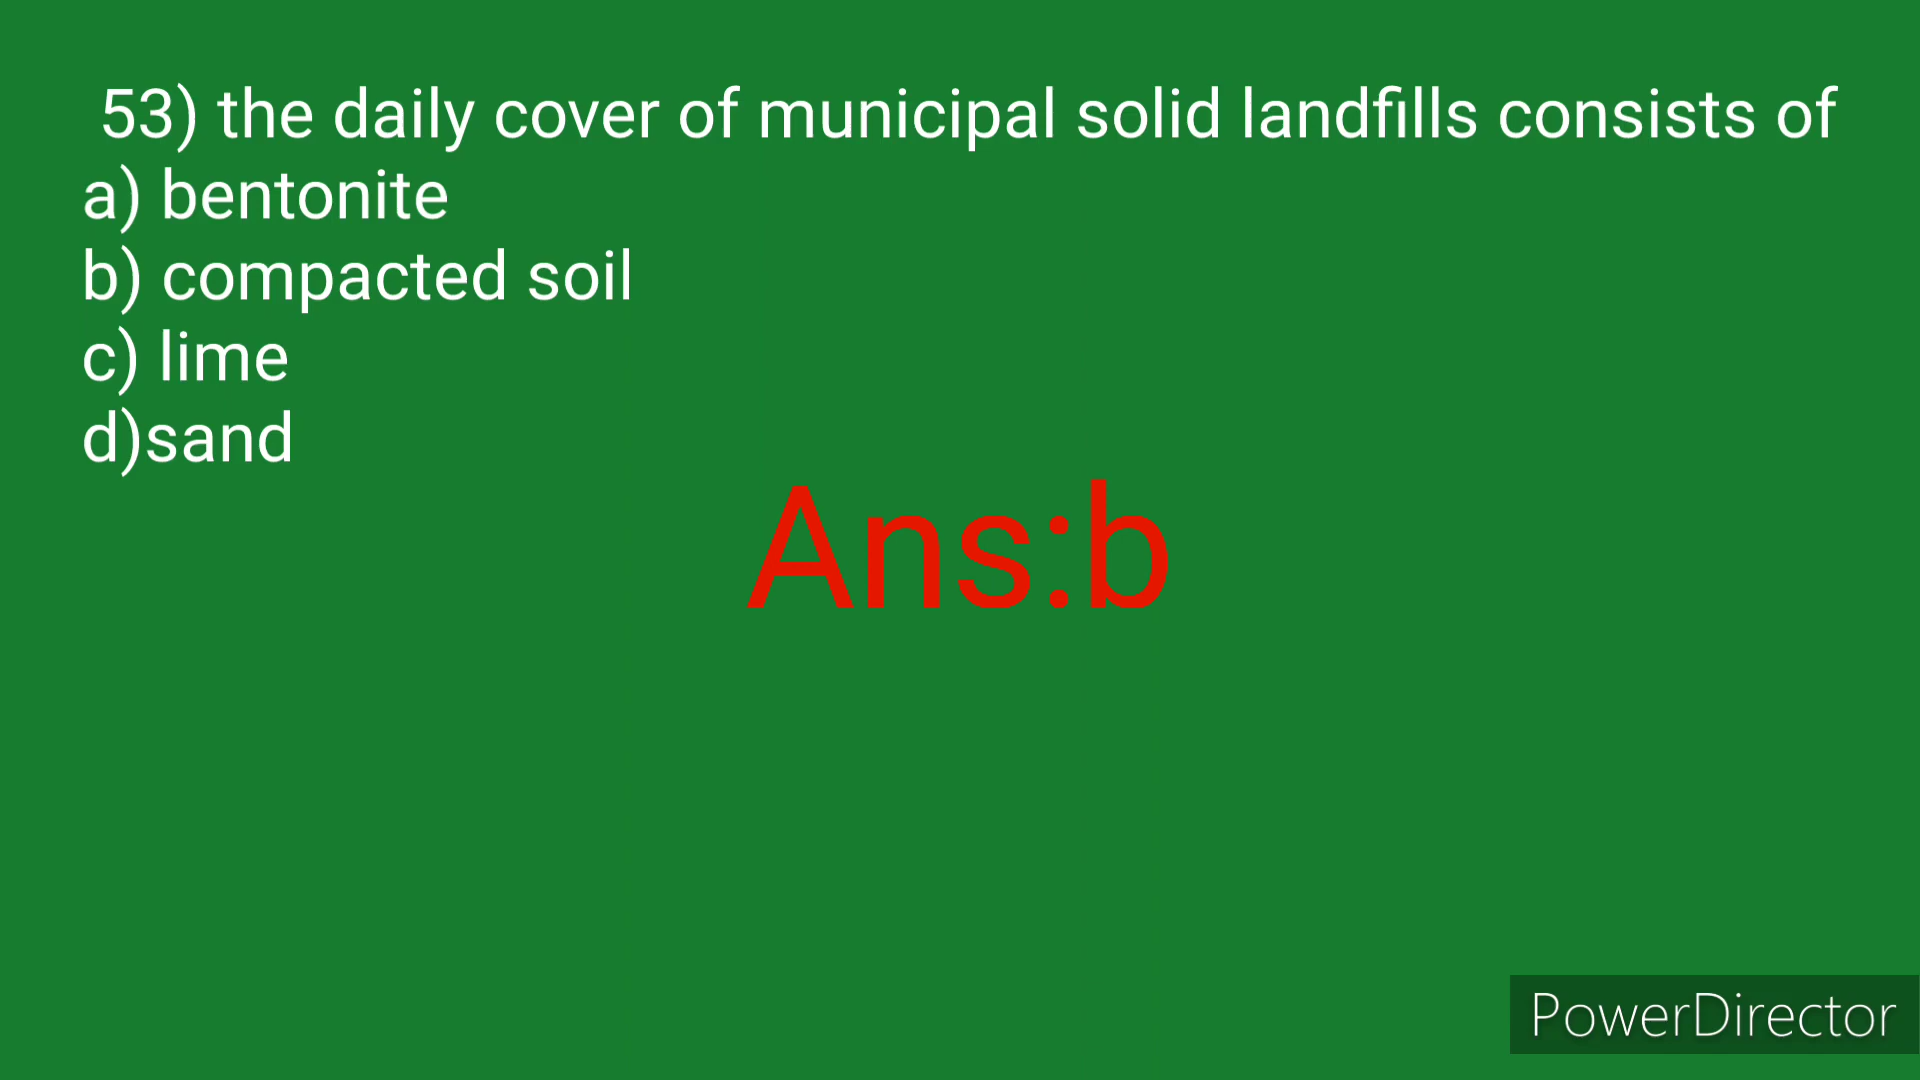 53) the daily cover of municipal solid landfills consists of
a) bentonite
b) compacted soil
c) lime
d)sand
Ans:b
PowerDirector